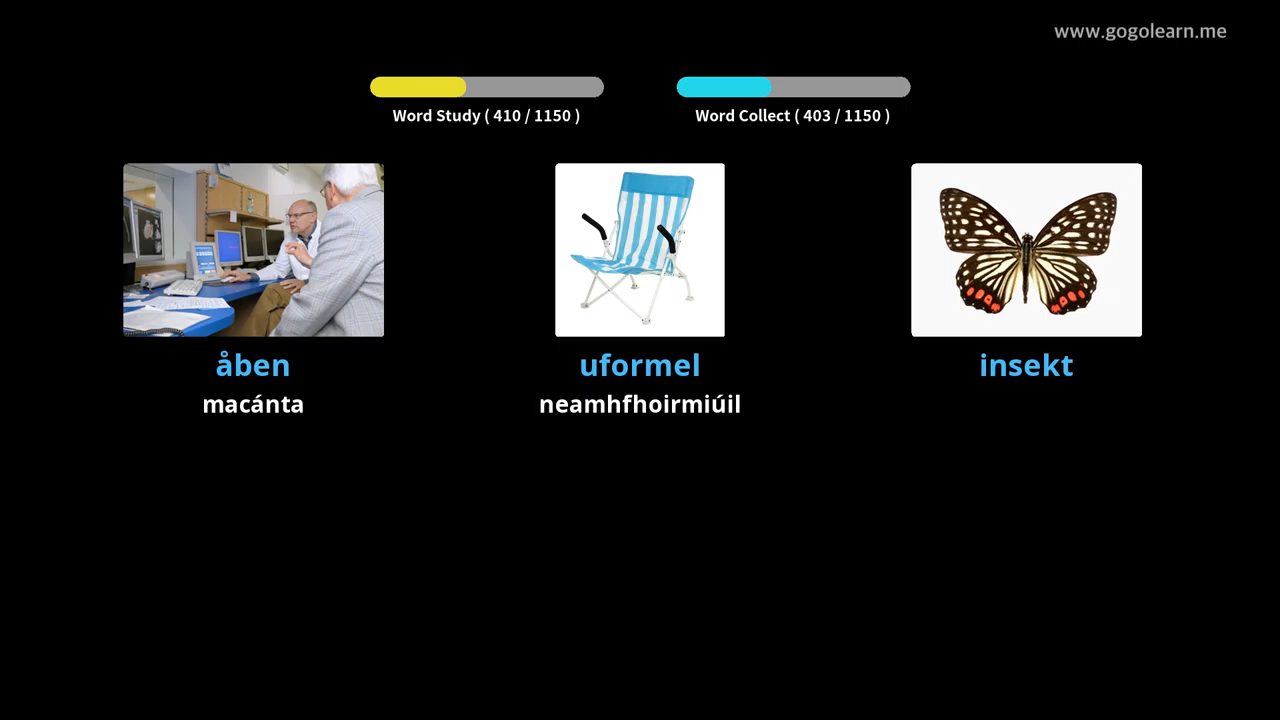 www.gogolearn.me
Word Study ( 410 / 1150 )
Word Collect ( 403 / 1150 )
åben
uformel
insekt
macánta
neamhfhoirmiúil